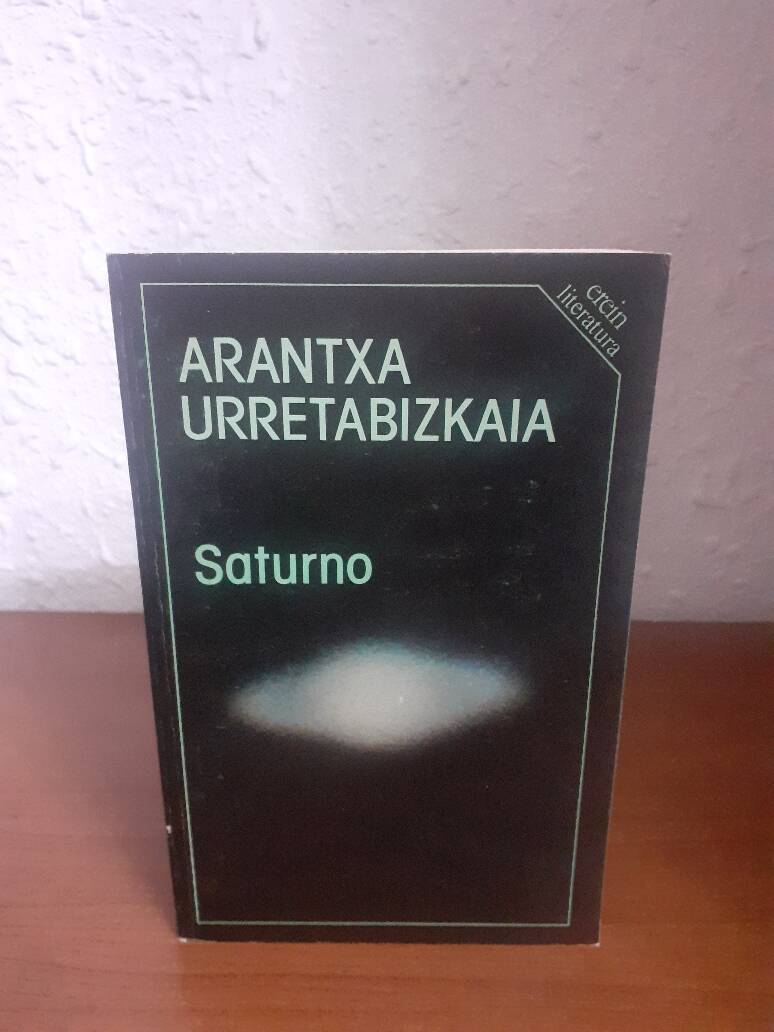 erein
literatura
ARANTXA
URRETABIZKAIA
Saturno